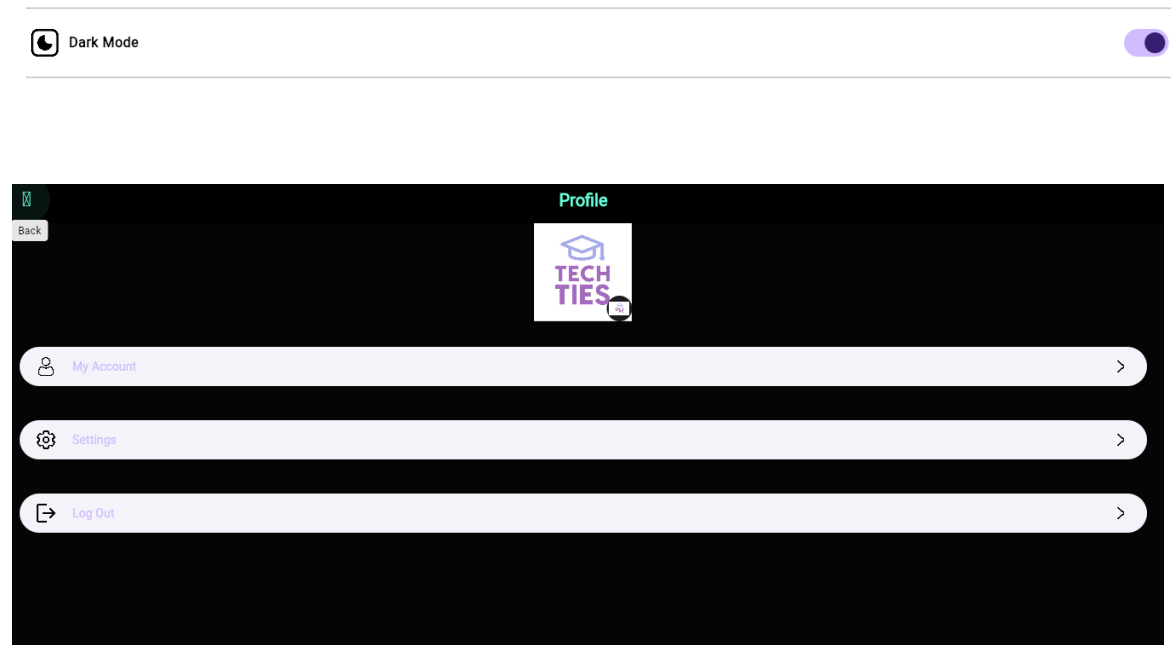 Dark Mode
Profile
Back
TECH
TIES
My Account
Settings
Log Out